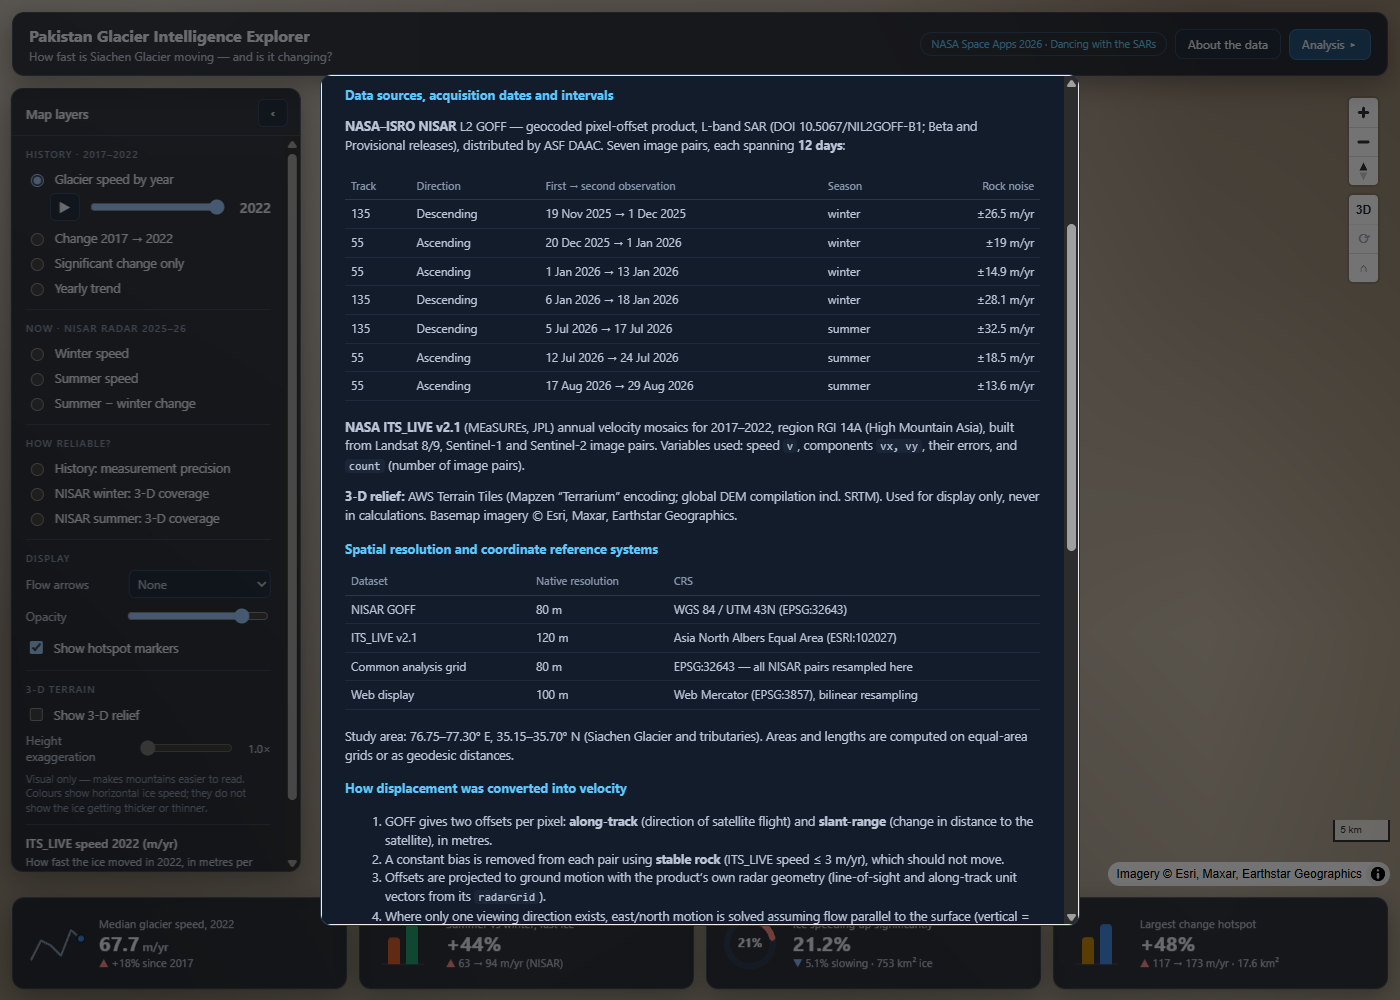 Pakistan Glacier Intelligence Explorer
How fast is Siachen Glacier moving — and is it changing?
NASA Space Apps 2026 · Dancing with the SARs
About the data
Analysis ▸
Map layers
‹
HISTORY · 2017–2022
Glacier speed by year
2022
Change 2017 → 2022
Significant change only
Yearly trend
NOW · NISAR RADAR 2025–26
Winter speed
Summer speed
Summer − winter change
HOW RELIABLE?
History: measurement precision
NISAR winter: 3-D coverage
NISAR summer: 3-D coverage
DISPLAY
Flow arrows
None
Opacity
Show hotspot markers
3-D TERRAIN
Show 3-D relief
Height
exaggeration
1.0×
Visual only — makes mountains easier to read.
Colours show horizontal ice speed; they do not
show the ice getting thicker or thinner.
ITS_LIVE speed 2022 (m/yr)
How fast the ice moved in 2022, in metres per
Data sources, acquisition dates and intervals
NASA–ISRO NISAR L2 GOFF — geocoded pixel-offset product, L-band SAR (DOI 10.5067/NIL2GOFF-B1; Beta and
Provisional releases), distributed by ASF DAAC. Seven image pairs, each spanning 12 days:
Track Direction First → second observation Season Rock noise
135 Descending 19 Nov 2025 → 1 Dec 2025 winter ±26.5 m/yr
55 Ascending 20 Dec 2025 → 1 Jan 2026 winter ±19 m/yr
55 Ascending 1 Jan 2026 → 13 Jan 2026 winter ±14.9 m/yr
135 Descending 6 Jan 2026 → 18 Jan 2026 winter ±28.1 m/yr
135 Descending 5 Jul 2026 → 17 Jul 2026 summer ±32.5 m/yr
55 Ascending 12 Jul 2026 → 24 Jul 2026 summer ±18.5 m/yr
55 Ascending 17 Aug 2026 → 29 Aug 2026 summer ±13.6 m/yr
NASA ITS_LIVE v2.1 (MEaSUREs, JPL) annual velocity mosaics for 2017–2022, region RGI 14A (High Mountain Asia), built
from Landsat 8/9, Sentinel-1 and Sentinel-2 image pairs. Variables used: speed v, components vx, vy, their errors, and
count (number of image pairs).
3-D relief: AWS Terrain Tiles (Mapzen “Terrarium” encoding; global DEM compilation incl. SRTM). Used for display only, never
in calculations. Basemap imagery © Esri, Maxar, Earthstar Geographics.
Spatial resolution and coordinate reference systems
Dataset Native resolution CRS
NISAR GOFF 80 m WGS 84 / UTM 43N (EPSG:32643)
ITS_LIVE v2.1 120 m Asia North Albers Equal Area (ESRI:102027)
Common analysis grid 80 m EPSG:32643 — all NISAR pairs resampled here
Web display 100 m Web Mercator (EPSG:3857), bilinear resampling
Study area: 76.75–77.30° E, 35.15–35.70° N (Siachen Glacier and tributaries). Areas and lengths are computed on equal-area
grids or as geodesic distances.
How displacement was converted into velocity
1. GOFF gives two offsets per pixel: along-track (direction of satellite flight) and slant-range (change in distance to the
satellite), in metres.
2. A constant bias is removed from each pair using stable rock (ITS_LIVE speed ≤ 3 m/yr), which should not move.
3. Offsets are projected to ground motion with the product’s own radar geometry (line-of-sight and along-track unit
vectors from its radarGrid).
4. Where only one viewing direction exists, east/north motion is solved assuming flow parallel to the surface (vertical =
3D
5 km
Imagery © Esri, Maxar, Earthstar Geographics
Median glacier speed, 2022
67.7 m/yr
▲ +18% since 2017
Summer vs winter, fast ice
+44%
▲ 63 → 94 m/yr (NISAR)
21%
Ice speeding up significantly
21.2%
▼ 5.1% slowing · 753 km² ice
Largest change hotspot
+48%
▲ 117 → 173 m/yr · 17.6 km²